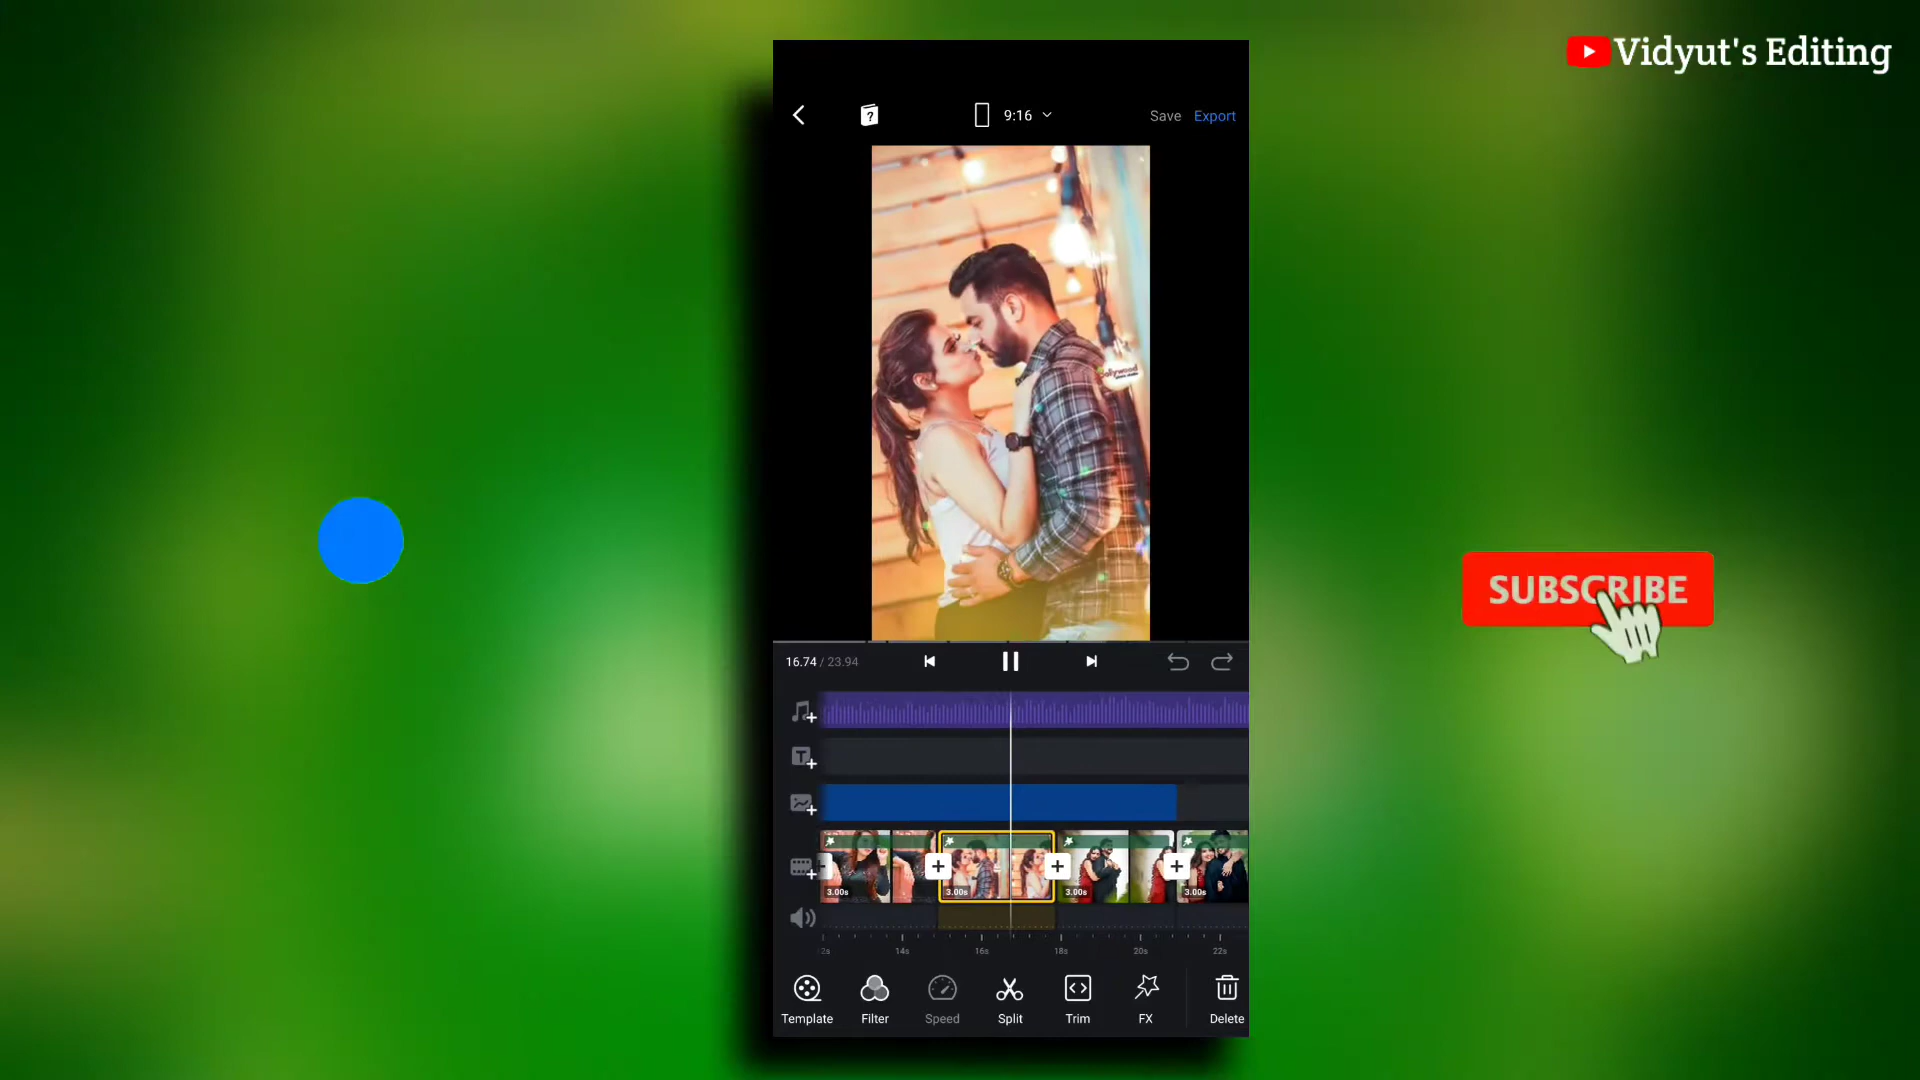 Vidyut's Editing
9:16
Save Export
SUBSCRIBE
16.74 / 23.94
T
3.00s
3.00s
3.00s
3.00s
2s 14s 16s 18s 20s 22s
Template Filter Speed Split Trim FX Delete